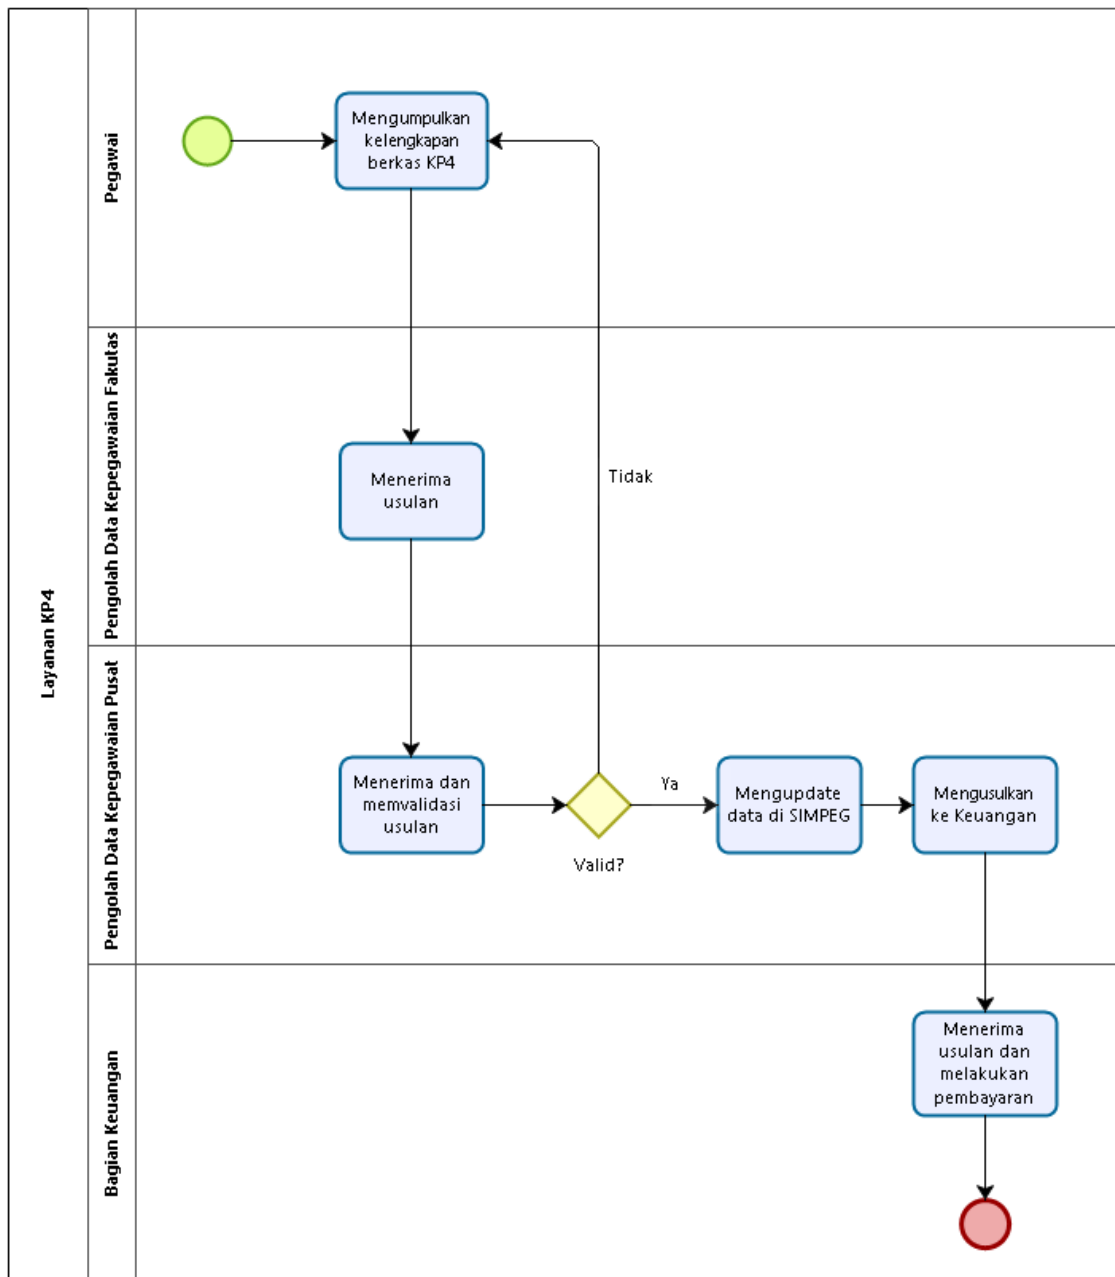 Layanan KP4
Pegawai
Mengumpulkan
kelengkapan
berkas KP4
Pengolah Data Kepegawaian Fakutas
Menerima
usulan
Tidak
Pengolah Data Kepegawaian Pusat
Menerima dan
memvalidasi
usulan
Valid?
Ya
Mengupdate
data di SIMPEG
Mengusulkan
ke Keuangan
Bagian Keuangan
Menerima
usulan dan
melakukan
pembayaran